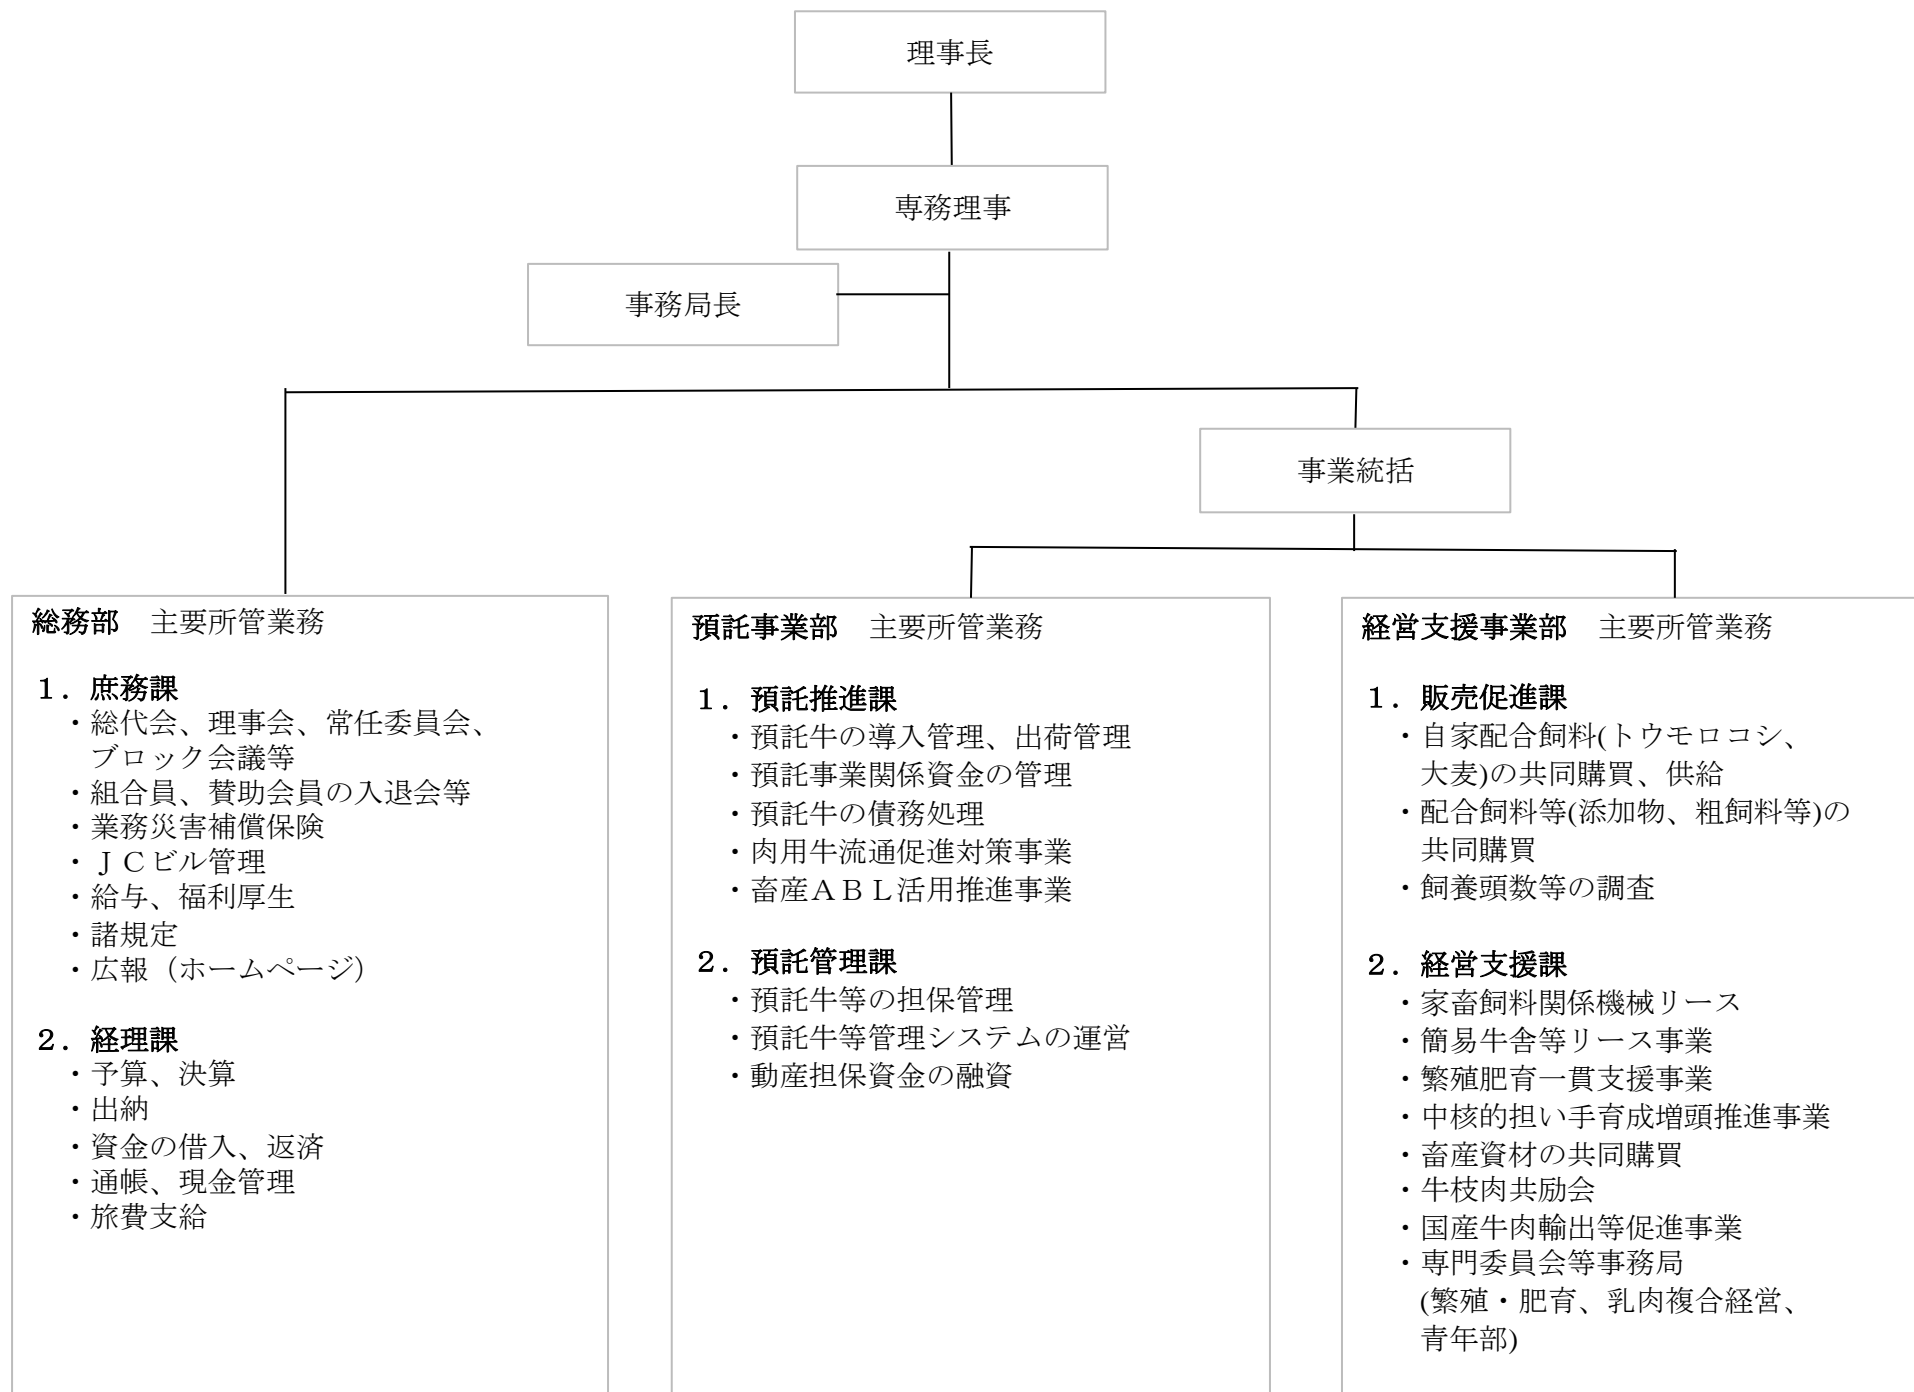 理事長
専務理事
事務局長
事業統括
総務部　主要所管業務
１．庶務課
・総代会、理事会、常任委員会、
ブロック会議等
・組合員、賛助会員の入退会等
・業務災害補償保険
・ＪＣビル管理
・給与、福利厚生
・諸規定
・広報（ホームページ）
２．経理課
・予算、決算
・出納
・資金の借入、返済
・通帳、現金管理
・旅費支給
預託事業部　主要所管業務
１．預託推進課
・預託牛の導入管理、出荷管理
・預託事業関係資金の管理
・預託牛の債務処理
・肉用牛流通促進対策事業
・畜産ＡＢＬ活用推進事業
２．預託管理課
・預託牛等の担保管理
・預託牛等管理システムの運営
・動産担保資金の融資
経営支援事業部　主要所管業務
１．販売促進課
・自家配合飼料(トウモロコシ、
大麦)の共同購買、供給
・配合飼料等(添加物、粗飼料等)の
共同購買
・飼養頭数等の調査
２．経営支援課
・家畜飼料関係機械リース
・簡易牛舎等リース事業
・繁殖肥育一貫支援事業
・中核的担い手育成増頭推進事業
・畜産資材の共同購買
・牛枝肉共励会
・国産牛肉輸出等促進事業
・専門委員会等事務局
(繁殖・肥育、乳肉複合経営、
青年部)